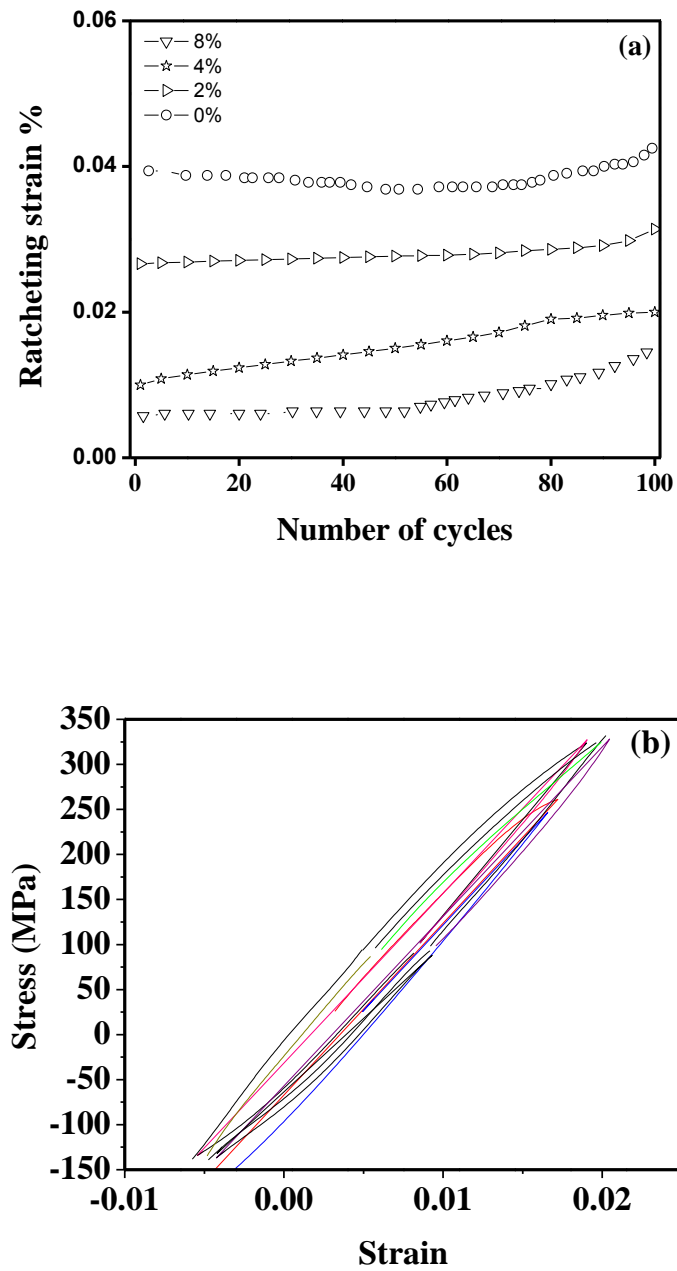 0.06
(a)
8%
4%
2%
0%
0.04
0.02
0.00
Ratcheting strain %
0 20 40 60 80 100
Number of cycles
350
(b)
300
250
200
150
100
50
0
-50
-100
-150
Stress (MPa)
-0.01 0.00 0.01 0.02
Strain